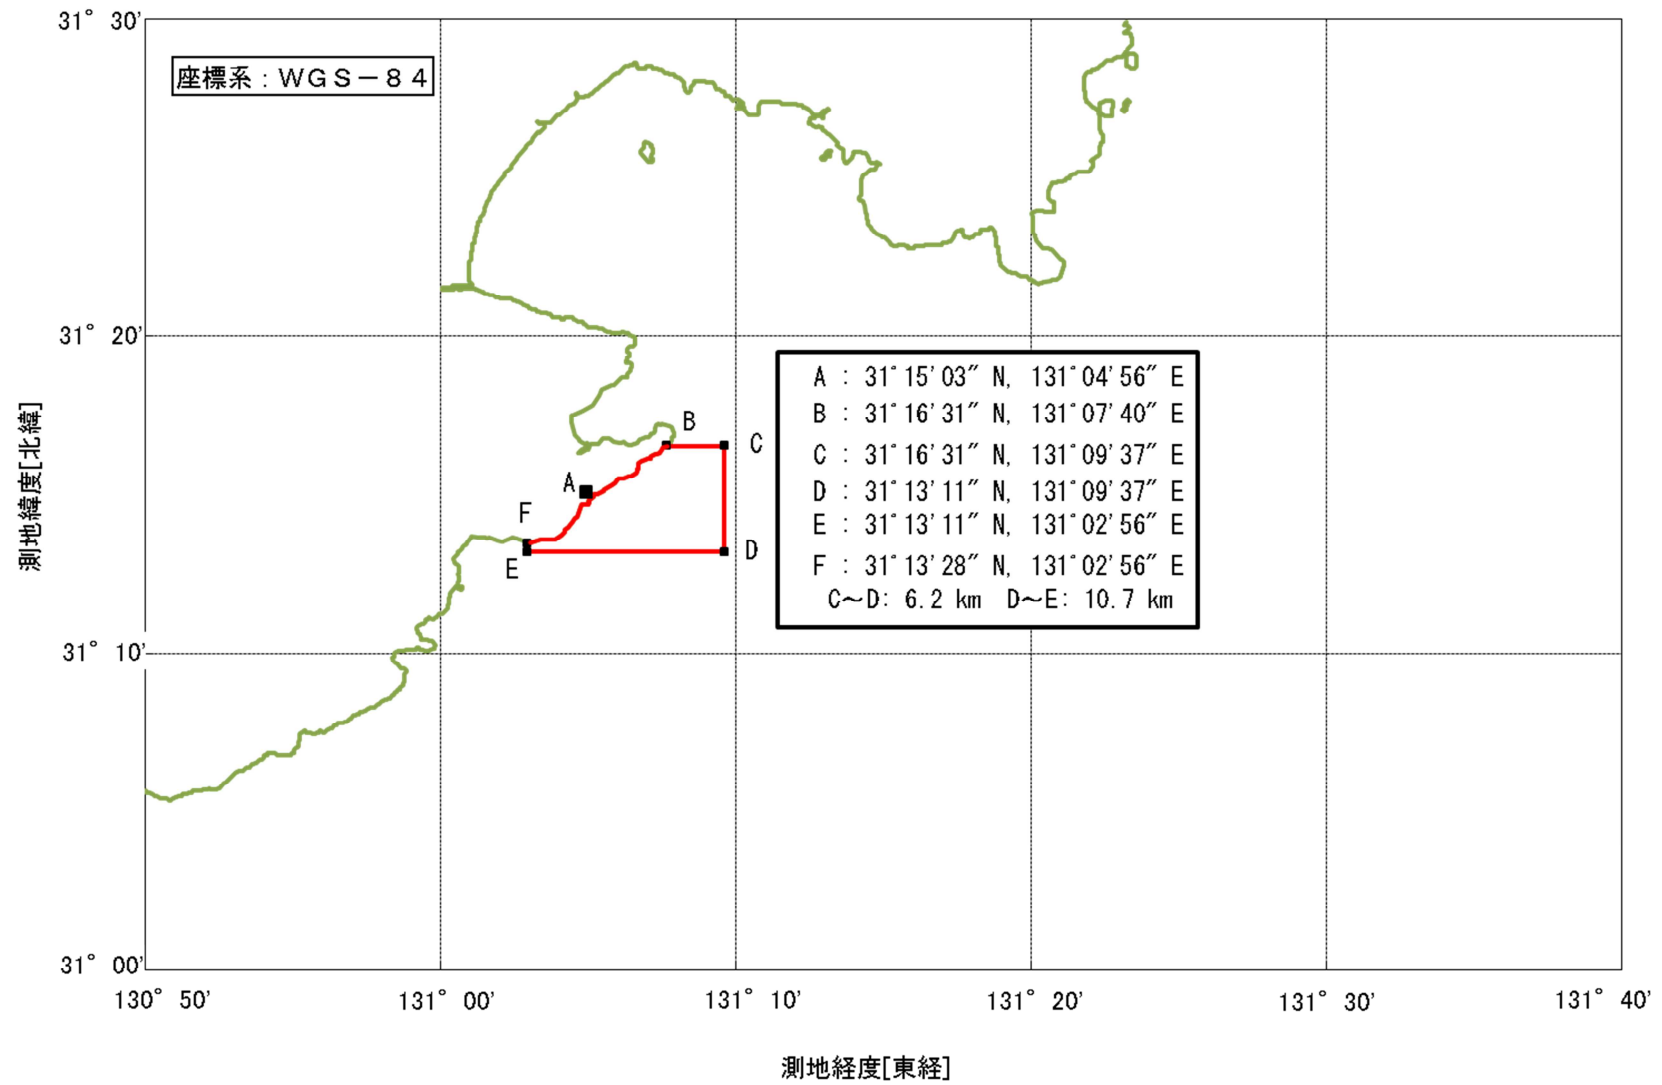 31° 30'
座標系：ＷＧＳ－８４
31° 20'
A : 31°15'03" N, 131°04'56" E
B : 31°16'31" N, 131°07'40" E
C : 31°16'31" N, 131°09'37" E
D : 31°13'11" N, 131°09'37" E
E : 31°13'11" N, 131°02'56" E
F : 31°13'28" N, 131°02'56" E
C～D: 6.2 km D～E: 10.7 km
B
C
A
F
D
E
測地緯度[北緯]
31° 10'
31° 00'
130° 50' 131° 00' 131° 10' 131° 20' 131° 30' 131° 40'
測地経度[東経]